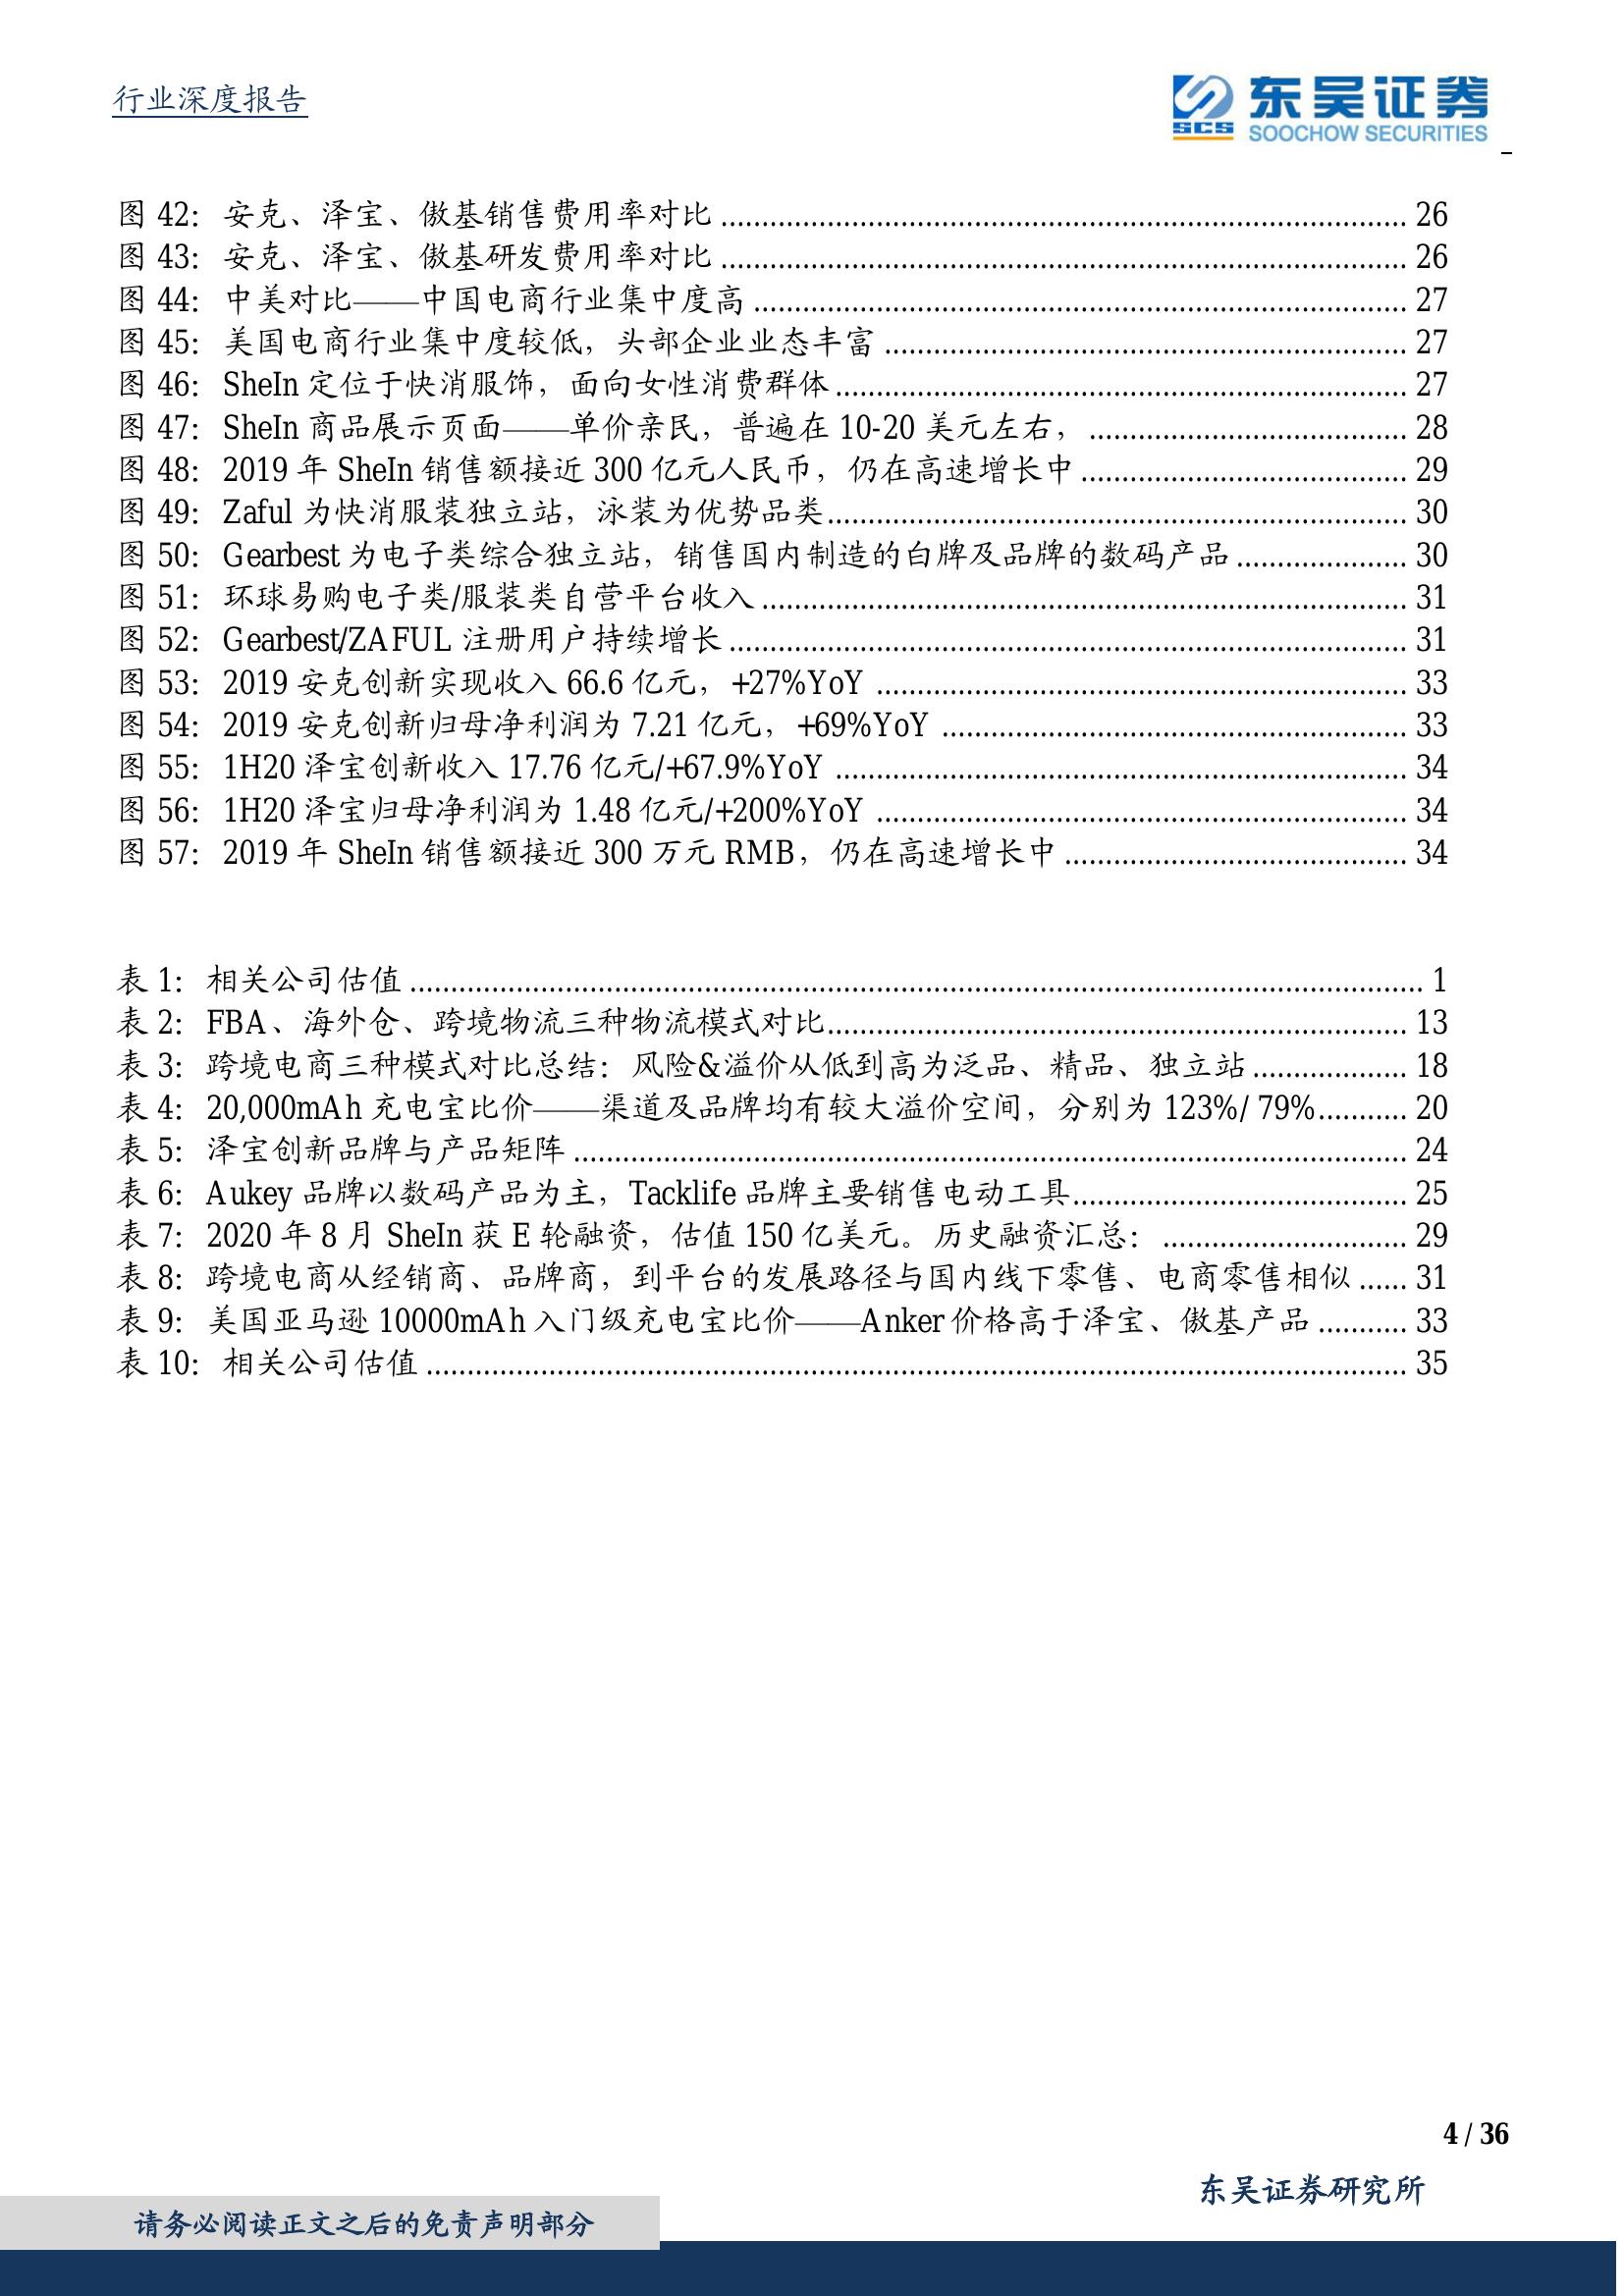 行业深度报告
东吴证券
SCS
SOOCHOW SECURITIES
图 42: 安克、泽宝、傲基销售费用率对比 ........ 26
图 43: 安克、泽宝、傲基研发费用率对比 ........ 26
图 44: 中美对比——中国电商行业集中度高 ........ 27
图 45: 美国电商行业集中度较低，头部企业业态丰富 ........ 27
图 46: SheIn 定位于快消服饰，面向女性消费群体 ........ 27
图 47: SheIn 商品展示页面——单价亲民，普遍在 10-20 美元左右， ........ 28
图 48: 2019 年 SheIn 销售额接近 300 亿元人民币，仍在高速增长中 ........ 29
图 49: Zaful 为快消服装独立站，泳装为优势品类 ........ 30
图 50: Gearbest 为电子类综合独立站，销售国内制造的白牌及品牌的数码产品 ........ 30
图 51: 环球易购电子类/服装类自营平台收入 ........ 31
图 52: Gearbest/ZAFUL 注册用户持续增长 ........ 31
图 53: 2019 安克创新实现收入 66.6 亿元，+27%YoY ........ 33
图 54: 2019 安克创新归母净利润为 7.21 亿元，+69%YoY ........ 33
图 55: 1H20 泽宝创新收入 17.76 亿元/+67.9%YoY ........ 34
图 56: 1H20 泽宝归母净利润为 1.48 亿元/+200%YoY ........ 34
图 57: 2019 年 SheIn 销售额接近 300 万元 RMB，仍在高速增长中 ........ 34
表 1: 相关公司估值 ........ 1
表 2: FBA、海外仓、跨境物流三种物流模式对比 ........ 13
表 3: 跨境电商三种模式对比总结：风险&溢价从低到高为泛品、精品、独立站 ........ 18
表 4: 20,000mAh 充电宝比价——渠道及品牌均有较大溢价空间，分别为 123%/ 79% ........ 20
表 5: 泽宝创新品牌与产品矩阵 ........ 24
表 6: Aukey 品牌以数码产品为主，Tacklife 品牌主要销售电动工具 ........ 25
表 7: 2020 年 8 月 SheIn 获 E 轮融资，估值 150 亿美元。历史融资汇总： ........ 29
表 8: 跨境电商从经销商、品牌商，到平台的发展路径与国内线下零售、电商零售相似 ........ 31
表 9: 美国亚马逊 10000mAh 入门级充电宝比价——Anker 价格高于泽宝、傲基产品 ........ 33
表 10: 相关公司估值 ........ 35
4 / 36
东吴证券研究所
请务必阅读正文之后的免责声明部分